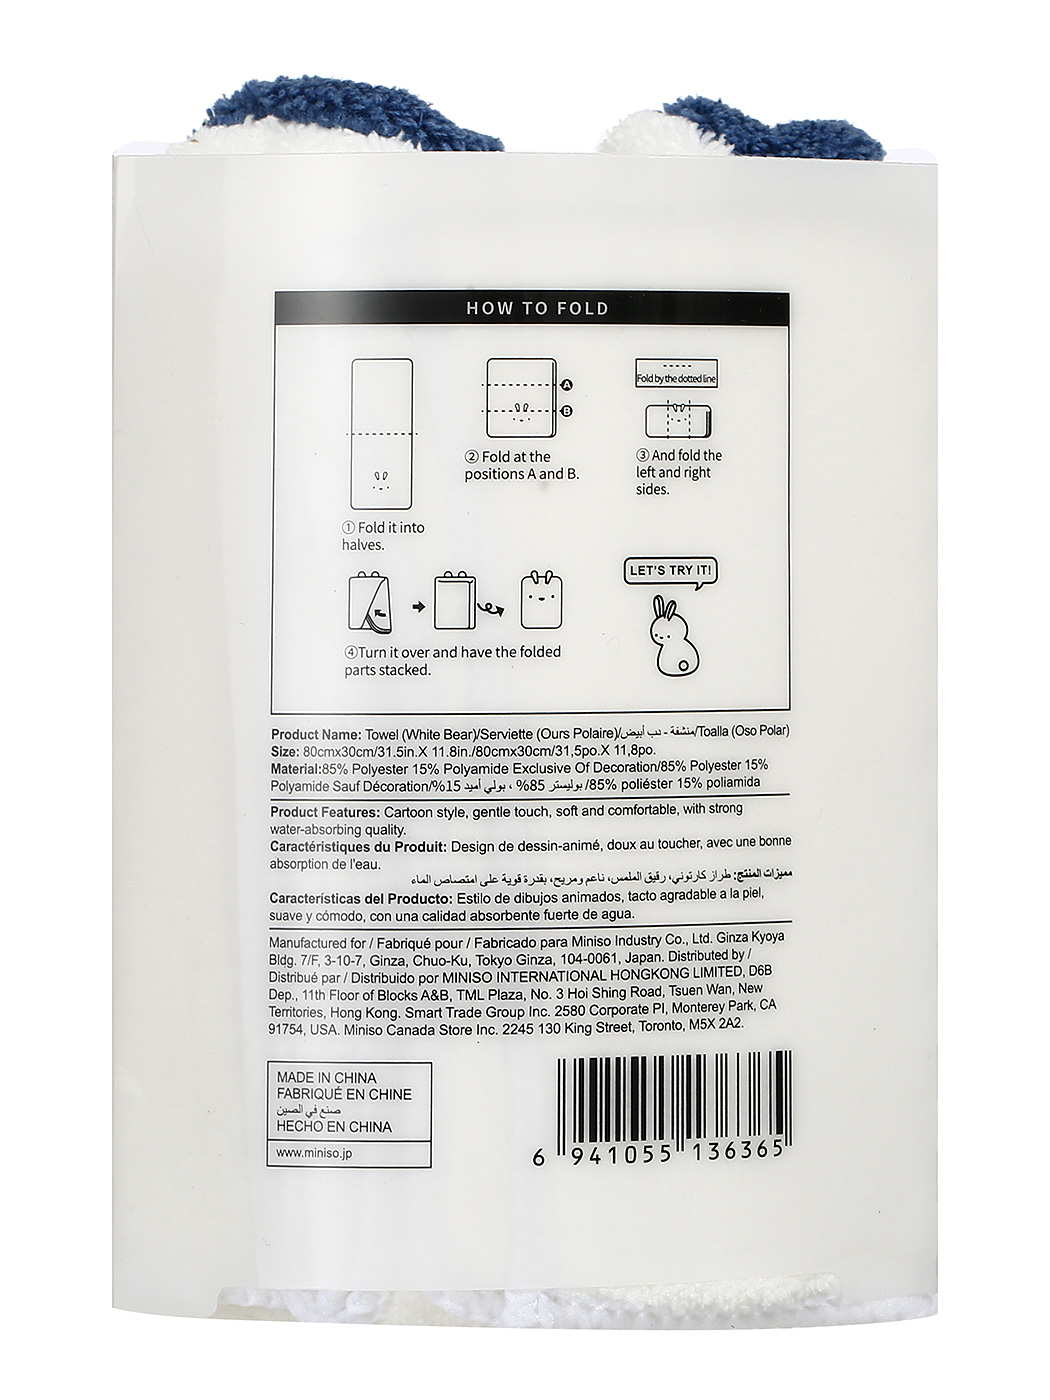 HOW TO FOLD
① Fold it into
halves.
A
B
② Fold at the
positions A and B.
Fold by the dotted line
③ And fold the
left and right
sides.
④Turn it over and have the folded
parts stacked.
LET'S TRY IT!
Product Name: Towel (White Bear)/Serviette (Ours Polaire)/منشفة - دب أبيض/Toalla (Oso Polar)
Size: 80cmx30cm/31.5in.X 11.8in./80cmx30cm/31,5po.X 11,8po.
Material:85% Polyester 15% Polyamide Exclusive Of Decoration/85% Polyester 15%
Polyamide Sauf Décoration/%15 بوليستر 85% ، بولي أميد /85% poliéster 15% poliamida
Product Features: Cartoon style, gentle touch, soft and comfortable, with strong
water-absorbing quality.
Caractéristiques du Produit: Design de dessin-animé, doux au toucher, avec une bonne
absorption de l'eau.
مميزات المنتج: طراز كارتوني، رقيق الملمس، ناعم ومريح، بقدرة قوية على امتصاص الماء
Características del Producto: Estilo de dibujos animados, tacto agradable a la piel,
suave y cómodo, con una calidad absorbente fuerte de agua.
Manufactured for / Fabriqué pour / Fabricado para Miniso Industry Co., Ltd. Ginza Kyoya
Bldg. 7/F, 3-10-7, Ginza, Chuo-Ku, Tokyo Ginza, 104-0061, Japan. Distributed by /
Distribué par / Distribuido por MINISO INTERNATIONAL HONGKONG LIMITED, D6B
Dep., 11th Floor of Blocks A&B, TML Plaza, No. 3 Hoi Shing Road, Tsuen Wan, New
Territories, Hong Kong. Smart Trade Group Inc. 2580 Corporate Pl, Monterey Park, CA
91754, USA. Miniso Canada Store Inc. 2245 130 King Street, Toronto, M5X 2A2.
MADE IN CHINA
FABRIQUÉ EN CHINE
صنع في الصين
HECHO EN CHINA
www.miniso.jp
6 941055 136365